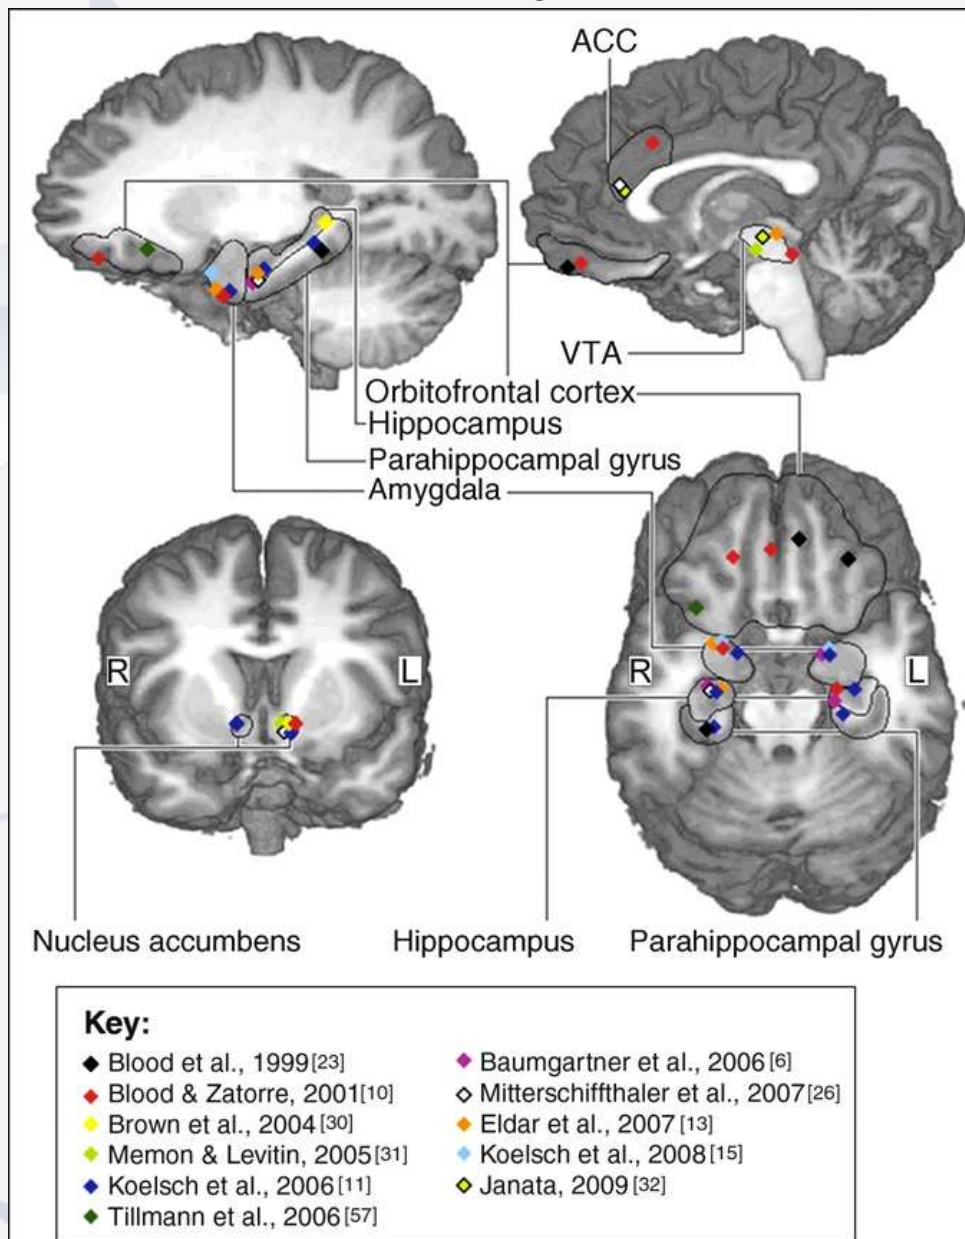 ACC
VTA
Orbitofrontal cortex
Hippocampus
Parahippocampal gyrus
Amygdala
R
L
R
L
Nucleus accumbens
Hippocampus
Parahippocampal gyrus
Key:
Blood et al., 1999[23]
Blood & Zatorre, 2001[10]
Brown et al., 2004[30]
Memon & Levitin, 2005[31]
Koelsch et al., 2006[11]
Tillmann et al., 2006[57]
Baumgartner et al., 2006[6]
Mitterschiffthaler et al., 2007[26]
Eldar et al., 2007[13]
Koelsch et al., 2008[15]
Janata, 2009[32]